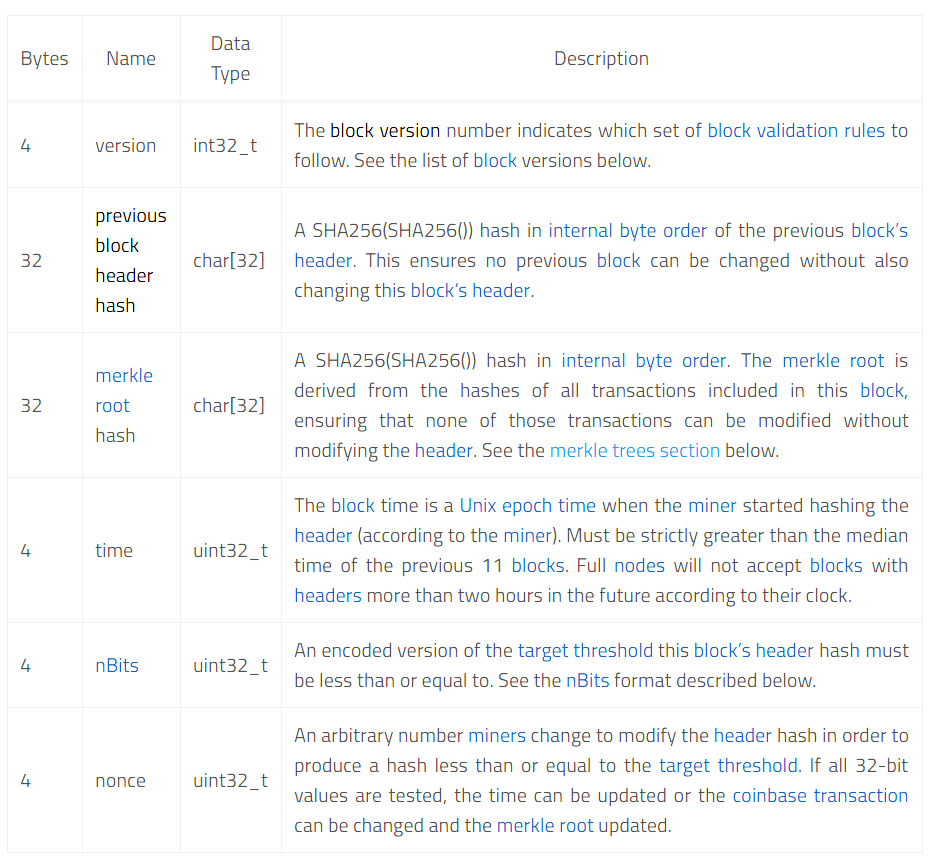 Bytes Name Data Type Description
4 version int32_t The block version number indicates which set of block validation rules to
follow. See the list of block versions below.
32 previous block header hash char[32] A SHA256(SHA256()) hash in internal byte order of the previous block’s
header. This ensures no previous block can be changed without also
changing this block’s header.
32 merkle root hash char[32] A SHA256(SHA256()) hash in internal byte order. The merkle root is
derived from the hashes of all transactions included in this block,
ensuring that none of those transactions can be modified without
modifying the header. See the merkle trees section below.
4 time uint32_t The block time is a Unix epoch time when the miner started hashing the
header (according to the miner). Must be strictly greater than the median
time of the previous 11 blocks. Full nodes will not accept blocks with
headers more than two hours in the future according to their clock.
4 nBits uint32_t An encoded version of the target threshold this block’s header hash must
be less than or equal to. See the nBits format described below.
4 nonce uint32_t An arbitrary number miners change to modify the header hash in order to
produce a hash less than or equal to the target threshold. If all 32-bit
values are tested, the time can be updated or the coinbase transaction
can be changed and the merkle root updated.